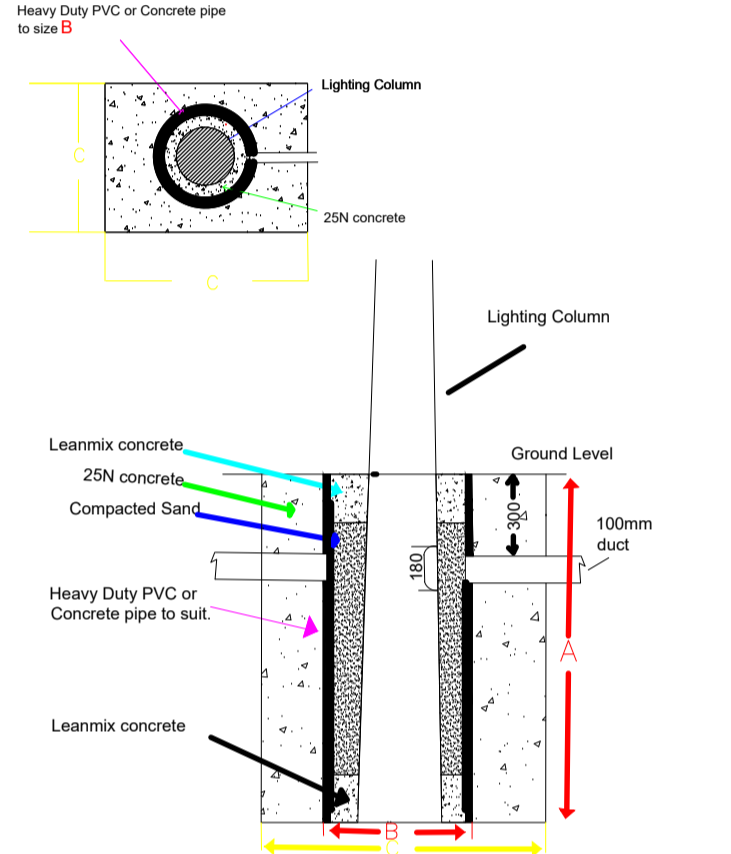 Heavy Duty PVC or Concrete pipe
to size B
Lighting Column
C
25N concrete
C
Lighting Column
Leanmix concrete
Ground Level
25N concrete
300
Compacted Sand
100mm
duct
180
Heavy Duty PVC or
Concrete pipe to suit.
A
Leanmix concrete
B
C